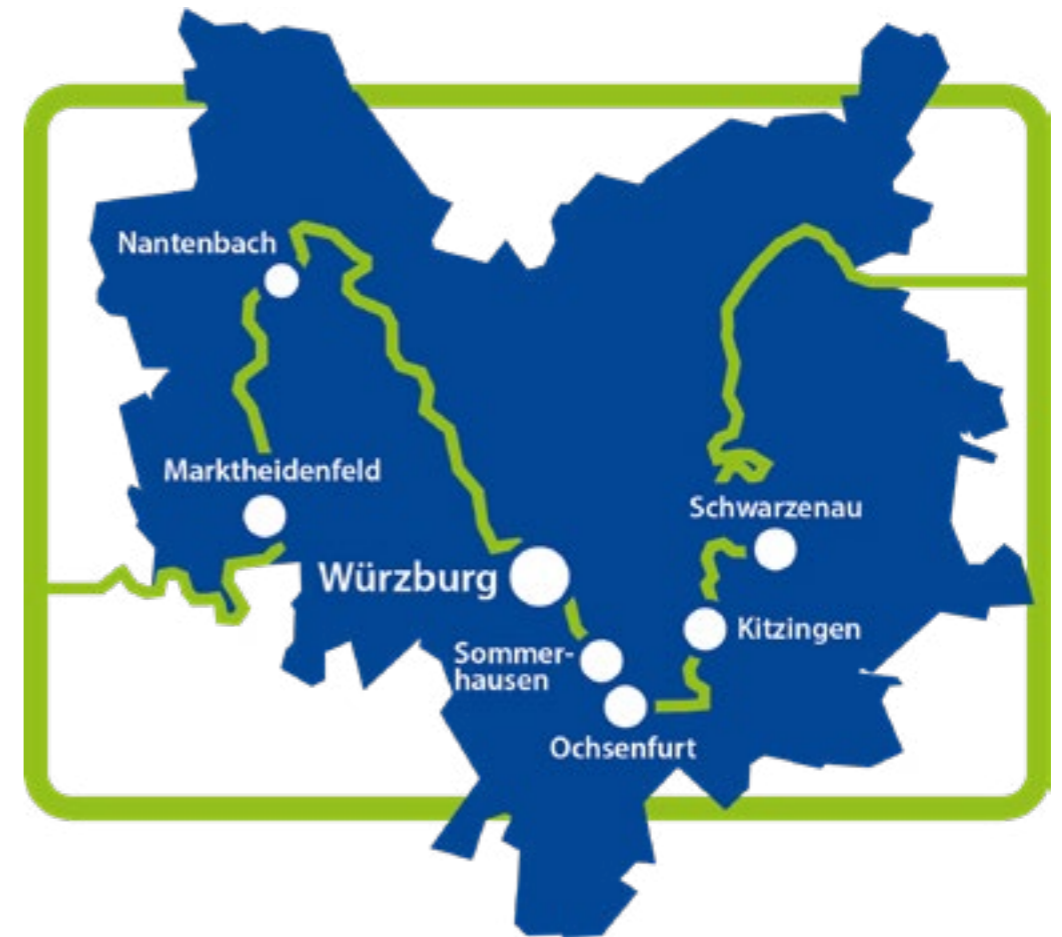 Nantenbach
Marktheidenfeld
Schwarzenau
Würzburg
Kitzingen
Sommer-
hausen
Ochsenfurt